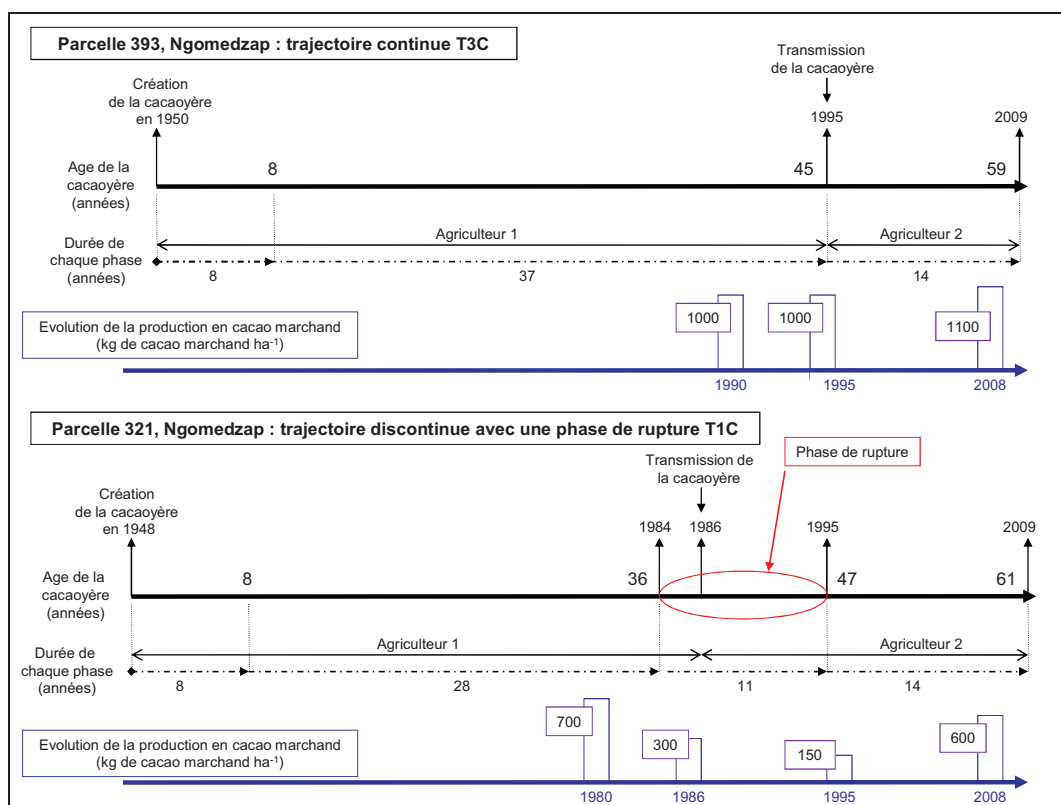 Parcelle 393, Ngomedzap : trajectoire continue T3C
Transmission
de la cacaoyère
Création
de la cacaoyère
en 1950
1995
2009
Age de la
cacaoyère
(années)
8
45
59
Durée de
chaque phase
(années)
Agriculteur 1
Agriculteur 2
8
37
14
Evolution de la production en cacao marchand
(kg de cacao marchand ha-1)
1000
1000
1100
1990
1995
2008
Parcelle 321, Ngomedzap : trajectoire discontinue avec une phase de rupture T1C
Phase de rupture
Transmission de
la cacaoyère
Création
de la cacaoyère
en 1948
1984
1986
1995
2009
Age de la
cacaoyère
(années)
8
36
47
61
Durée de
chaque phase
(années)
Agriculteur 1
Agriculteur 2
8
28
11
14
Evolution de la production en cacao marchand
(kg de cacao marchand ha-1)
700
300
150
600
1980
1986
1995
2008